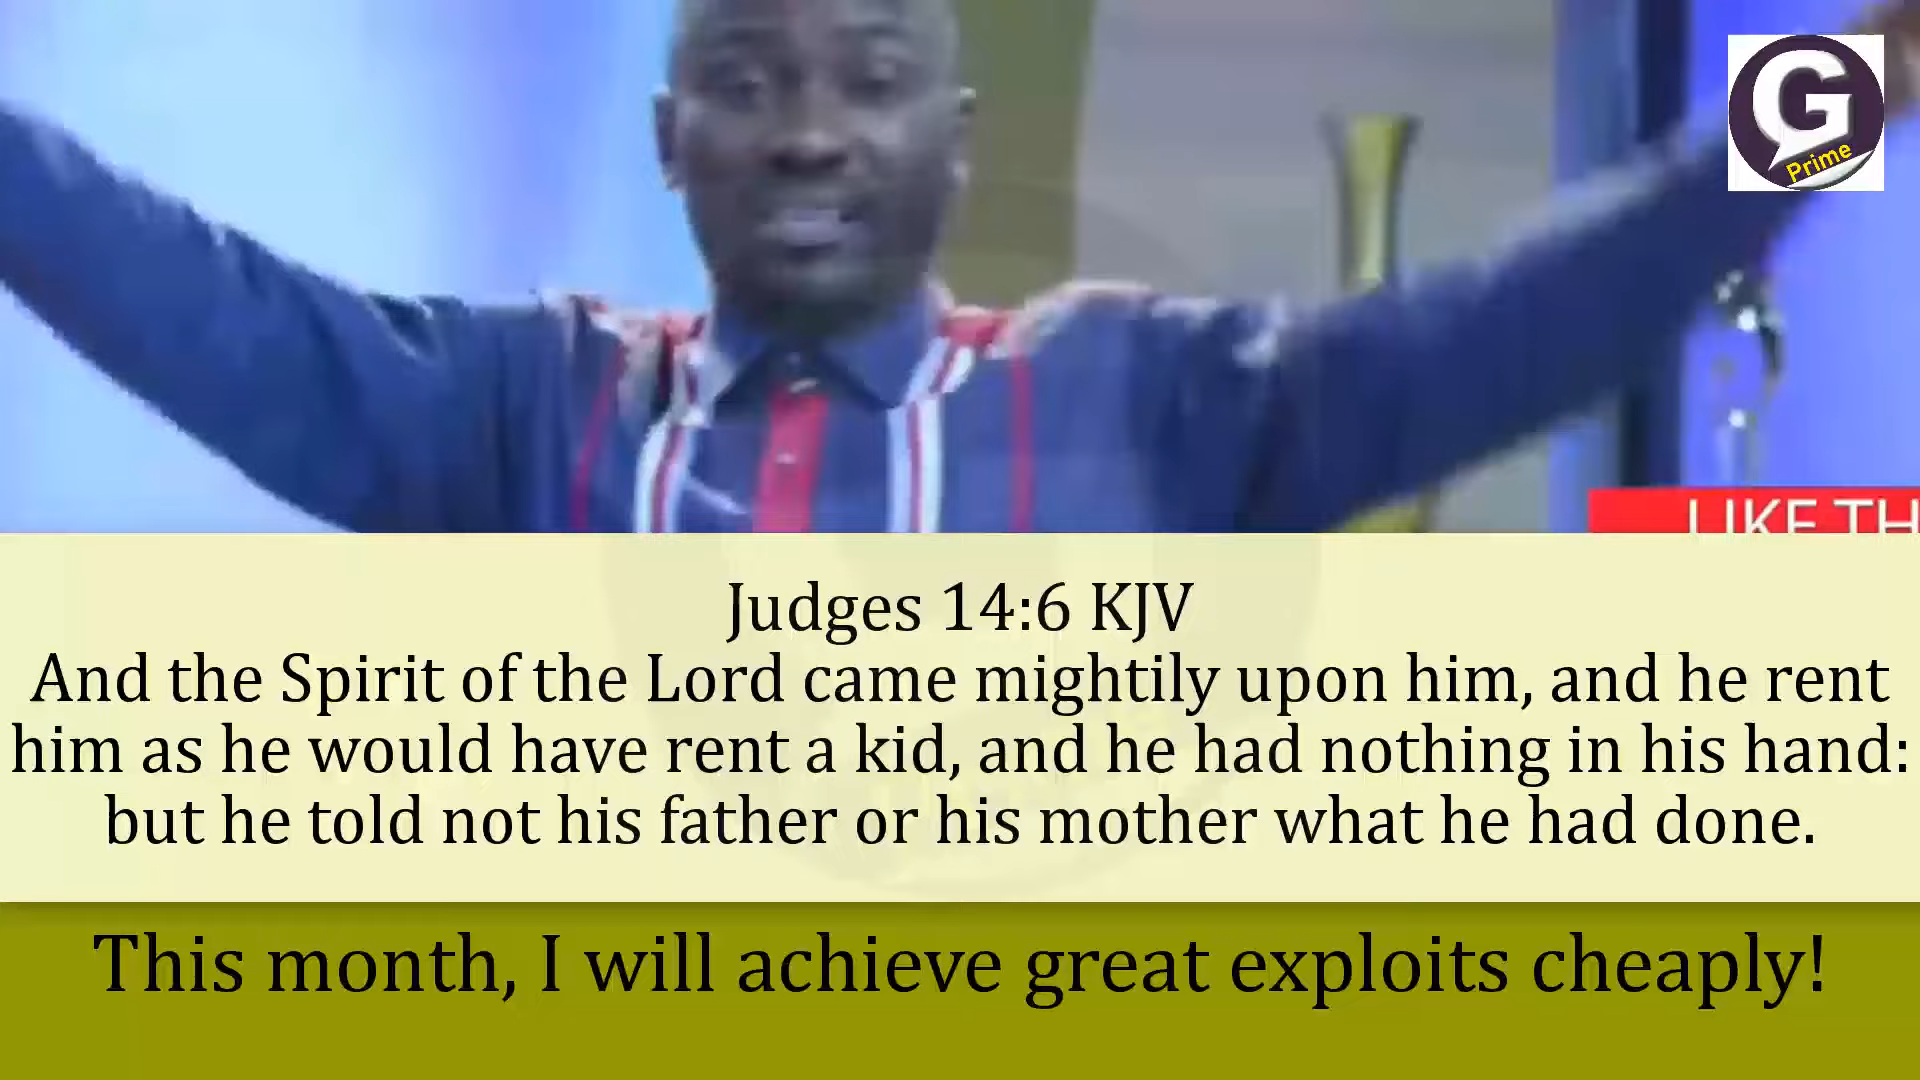 G
Prime
LIKE TH
Judges 14:6 KJV
And the Spirit of the Lord came mightily upon him, and he rent
him as he would have rent a kid, and he had nothing in his hand:
but he told not his father or his mother what he had done.
This month, I will achieve great exploits cheaply!